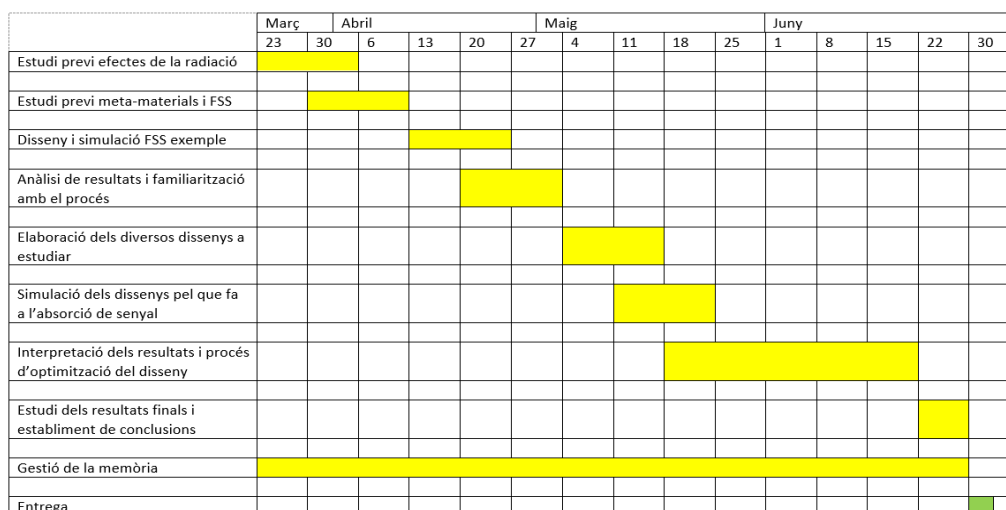 Març Abril Maig Juny
23 30 6 13 20 27 4 11 18 25 1 8 15 22 30
Estudi previ efectes de la radiació
Estudi previ meta-materials i FSS
Disseny i simulació FSS exemple
Anàlisi de resultats i familiarització
amb el procés
Elaboració dels diversos dissenys a
estudiar
Simulació dels dissenys pel que fa
a l’absorció de senyal
Interpretació dels resultats i procés
d’optimització del disseny
Estudi dels resultats finals i
establiment de conclusions
Gestió de la memòria
Entrega